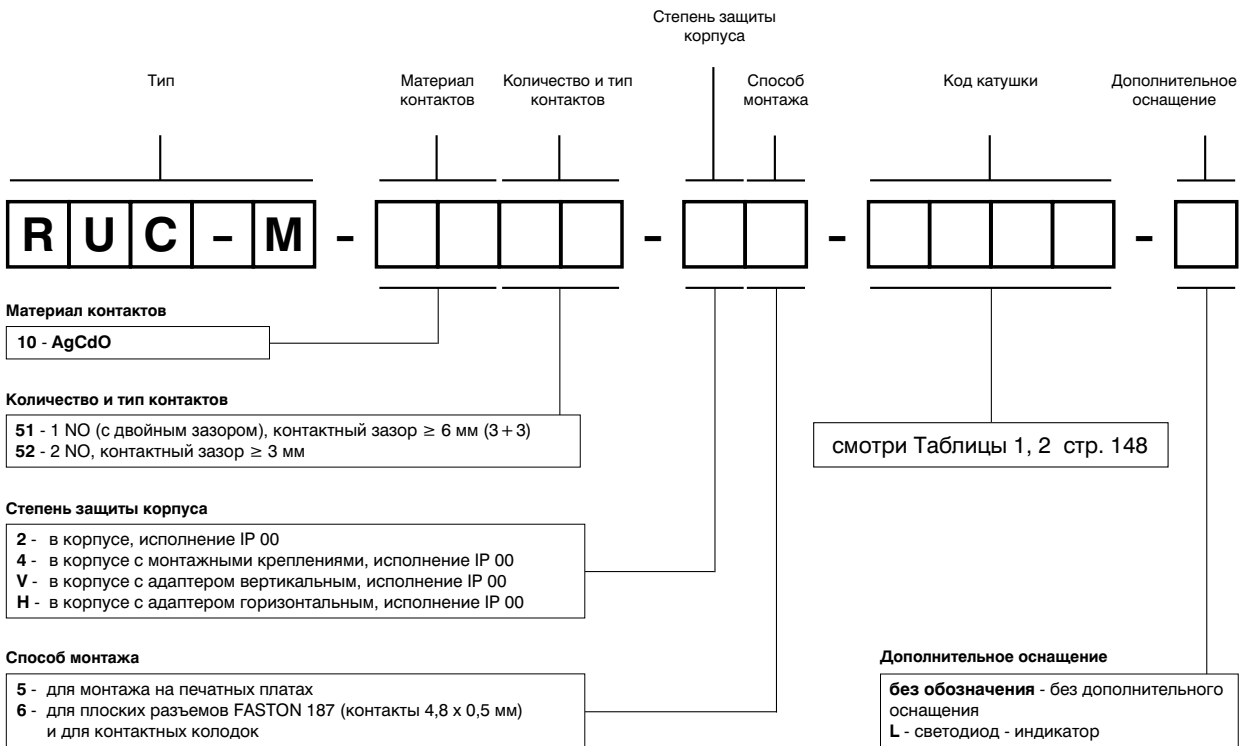 Степень защиты
корпуса
Тип
Материал
контактов
Количество и тип
контактов
Способ
монтажа
Код катушки
Дополнительное
оснащение
R U C - M - - - -
Материал контактов
10 - AgCdO
Количество и тип контактов
51 - 1 NO (с двойным зазором), контактный зазор ≥ 6 мм (3+3)
52 - 2 NO, контактный зазор ≥ 3 мм
смотри Таблицы 1, 2 стр. 148
Степень защиты корпуса
2 - в корпусе, исполнение IP 00
4 - в корпусе с монтажными креплениями, исполнение IP 00
V - в корпусе с адаптером вертикальным, исполнение IP 00
H - в корпусе с адаптером горизонтальным, исполнение IP 00
Способ монтажа
5 - для монтажа на печатных платах
6 - для плоских разъемов FASTON 187 (контакты 4,8 x 0,5 мм)
и для контактных колодок
Дополнительное оснащение
без обозначения - без дополнительного
оснащения
L - светодиод - индикатор